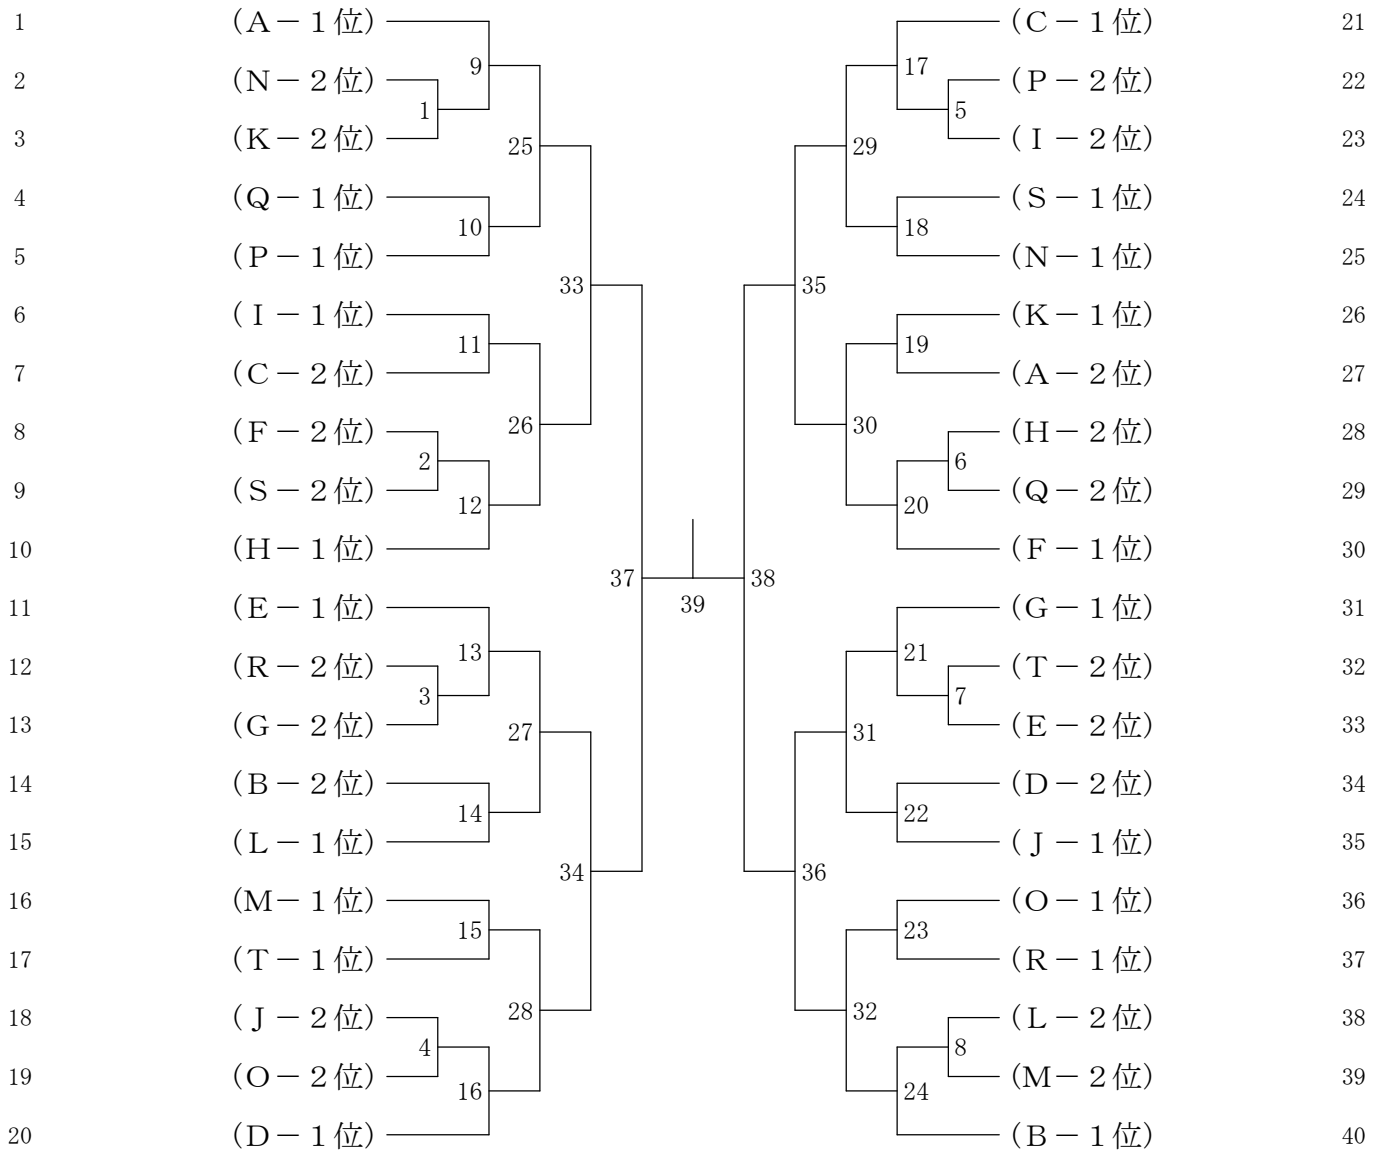 1 (A－1位) (C－1位) 21
9 17
2 (N－2位) (P－2位) 22
1 5
3 (K－2位) (I－2位) 23
25 29
4 (Q－1位) (S－1位) 24
10 18
5 (P－1位) (N－1位) 25
33 35
6 (I－1位) (K－1位) 26
11 19
7 (C－2位) (A－2位) 27
26 30
8 (F－2位) (H－2位) 28
2 6
9 (S－2位) (Q－2位) 29
12 20
10 (H－1位) (F－1位) 30
37 38
39
11 (E－1位) (G－1位) 31
13 21
12 (R－2位) (T－2位) 32
3 7
13 (G－2位) (E－2位) 33
27 31
14 (B－2位) (D－2位) 34
14 22
15 (L－1位) (J－1位) 35
34 36
16 (M－1位) (O－1位) 36
15 23
17 (T－1位) (R－1位) 37
28 32
18 (J－2位) (L－2位) 38
4 8
19 (O－2位) (M－2位) 39
16 24
20 (D－1位) (B－1位) 40